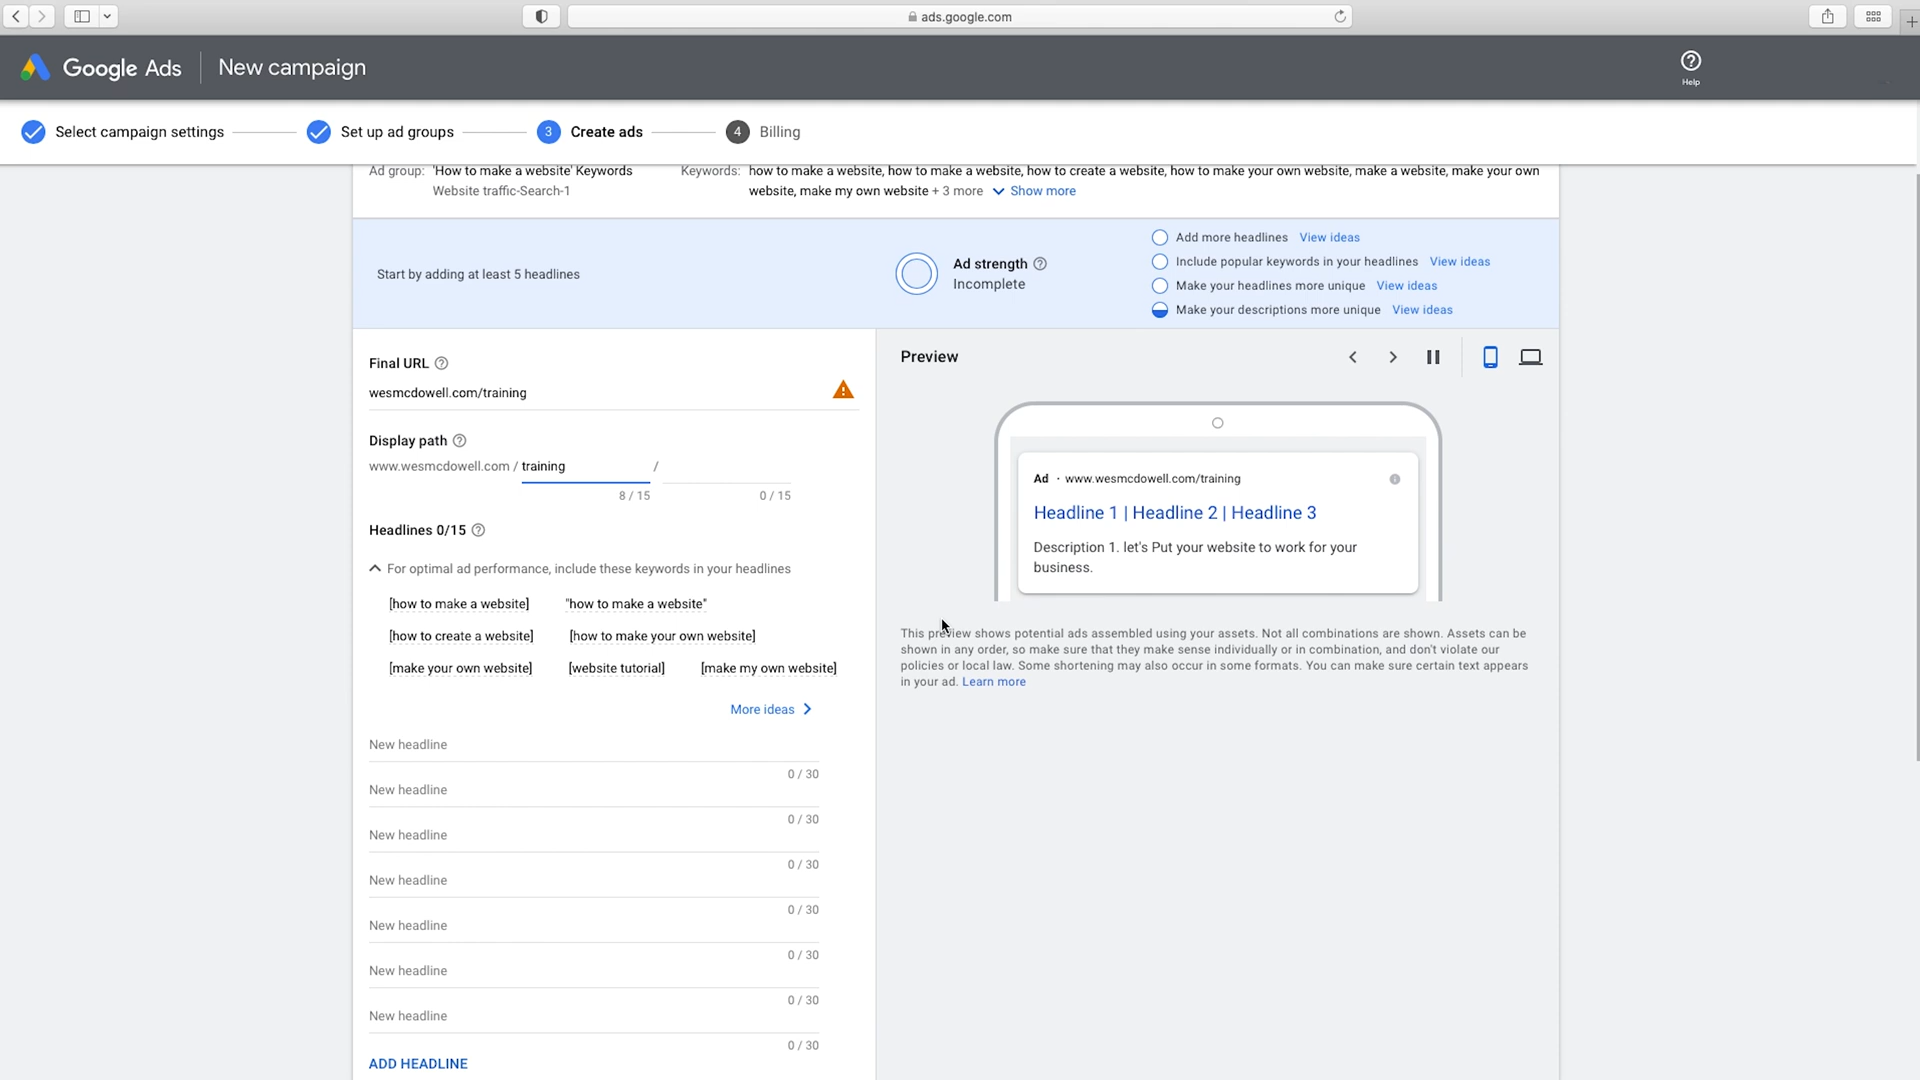 ads.google.com
Google Ads
New campaign
Help
Select campaign settings
Set up ad groups
3
Create ads
4
Billing
Ad group: 'How to make a website' Keywords
Website traffic-Search-1
Keywords: how to make a website, how to make a website, how to create a website, how to make your own website, make a website, make your own
website, make my own website + 3 more
Show more
Start by adding at least 5 headlines
Ad strength
Incomplete
Add more headlines View ideas
Include popular keywords in your headlines View ideas
Make your headlines more unique View ideas
Make your descriptions more unique View ideas
Final URL
wesmcdowell.com/training
Display path
www.wesmcdowell.com / training /
8 / 15
0 / 15
Headlines 0/15
For optimal ad performance, include these keywords in your headlines
[how to make a website] "how to make a website"
[how to create a website] [how to make your own website]
[make your own website] [website tutorial] [make my own website]
More ideas
New headline
0 / 30
New headline
0 / 30
New headline
0 / 30
New headline
0 / 30
New headline
0 / 30
New headline
0 / 30
New headline
0 / 30
ADD HEADLINE
Preview
Ad · www.wesmcdowell.com/training
Headline 1 | Headline 2 | Headline 3
Description 1. let's Put your website to work for your
business.
This preview shows potential ads assembled using your assets. Not all combinations are shown. Assets can be
shown in any order, so make sure that they make sense individually or in combination, and don't violate our
policies or local law. Some shortening may also occur in some formats. You can make sure certain text appears
in your ad. Learn more